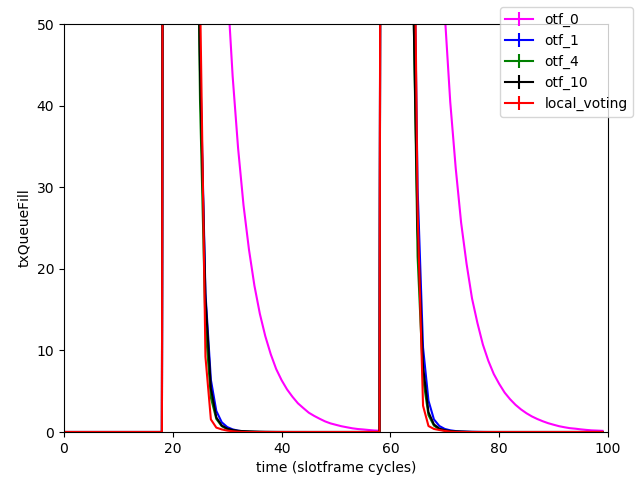 otf_0
otf_1
otf_4
otf_10
local_voting
50
40
30
20
10
0
txQueueFill
0 20 40 60 80 100
time (slotframe cycles)